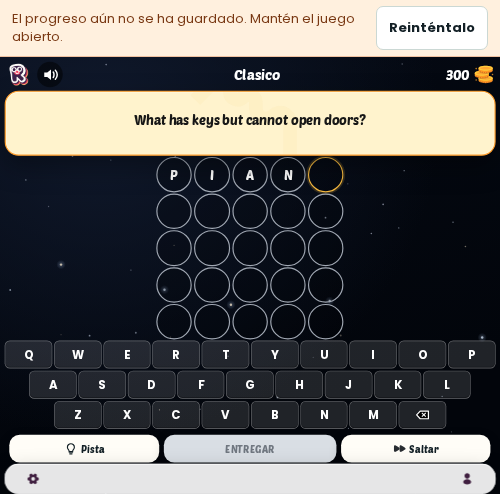 El progreso aún no se ha guardado. Mantén el juego
abierto.
Reinténtalo
Clasico
300
What has keys but cannot open doors?
P I A N
Q W E R T Y U I O P
A S D F G H J K L
Z X C V B N M
Pista
ENTREGAR
Saltar